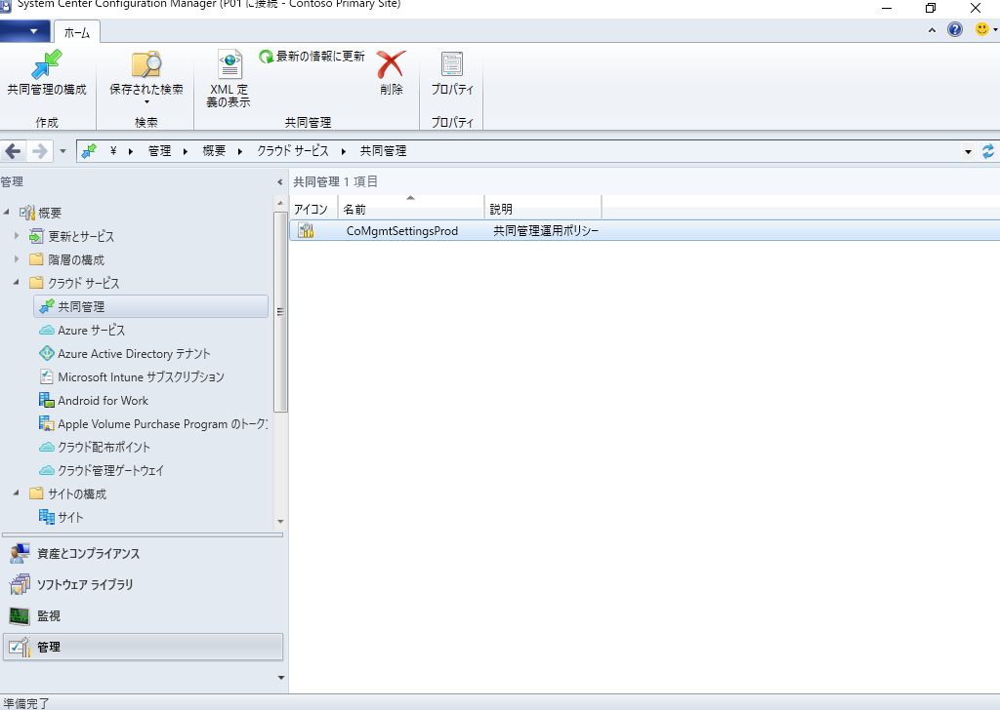 System Center Configuration Manager (P01 に接続 - Contoso Primary Site)
ホーム
共同管理の構成
保存された検索
XML 定
義の表示
最新の情報に更新
削除
プロパティ
作成
検索
共同管理
プロパティ
¥ 管理 概要 クラウド サービス 共同管理
管理
共同管理 1 項目
アイコン 名前 説明
CoMgmtSettingsProd 共同管理運用ポリシー
概要
更新とサービス
階層の構成
クラウド サービス
共同管理
Azure サービス
Azure Active Directory テナント
Microsoft Intune サブスクリプション
Android for Work
Apple Volume Purchase Program のトーク
クラウド配布ポイント
クラウド管理ゲートウェイ
サイトの構成
サイト
資産とコンプライアンス
ソフトウェア ライブラリ
監視
管理
準備完了